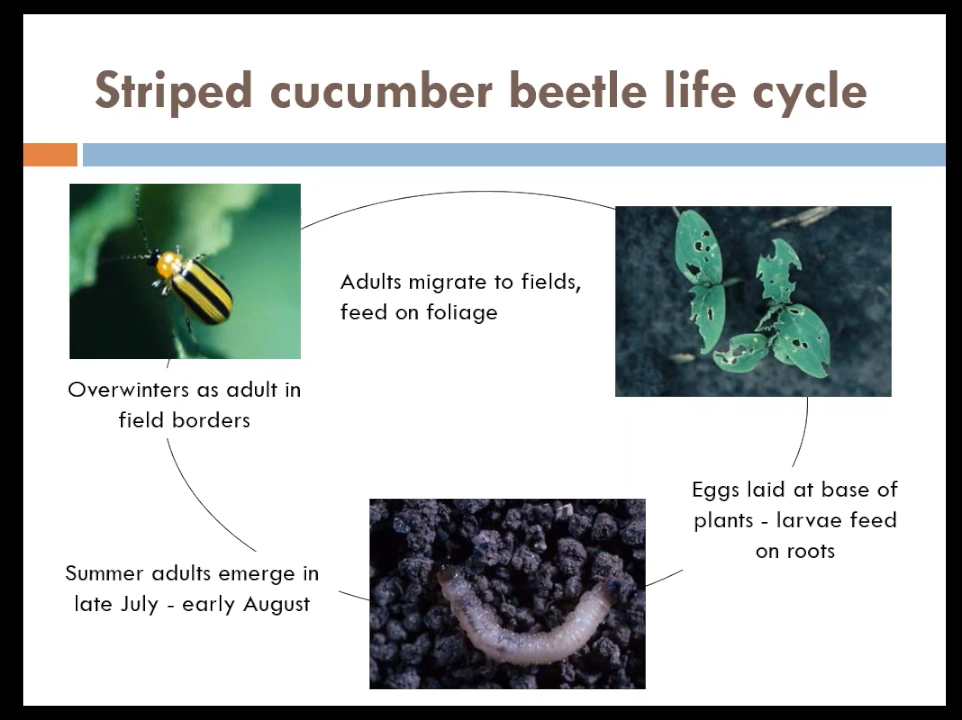 Striped cucumber beetle life cycle
Adults migrate to fields,
feed on foliage
Overwinters as adult in
field borders
Eggs laid at base of
plants - larvae feed
on roots
Summer adults emerge in
late July - early August